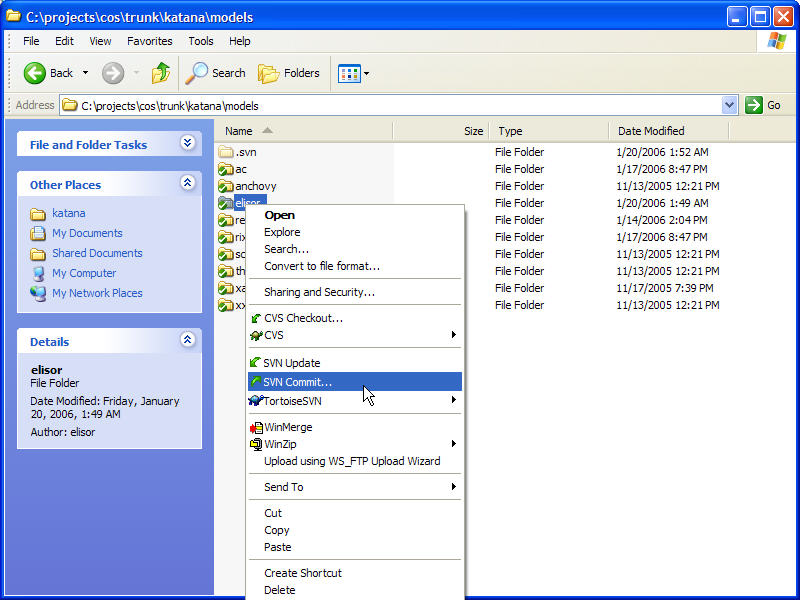 C:\projects\cos\trunk\katana\models
File Edit View Favorites Tools Help
Back Search Folders
Address C:\projects\cos\trunk\katana\models Go
File and Folder Tasks
Other Places
katana
My Documents
Shared Documents
My Computer
My Network Places
Details
elisor
File Folder
Date Modified: Friday, January
20, 2006, 1:49 AM
Author: elisor
Name Size Type Date Modified
.svn File Folder 1/20/2006 1:52 AM
ac File Folder 1/17/2006 8:47 PM
anchovy File Folder 11/13/2005 12:21 PM
elisor File Folder 1/20/2006 1:49 AM
re File Folder 1/14/2006 2:04 PM
rix File Folder 1/17/2006 8:47 PM
sc File Folder 11/13/2005 12:21 PM
th File Folder 11/13/2005 12:21 PM
xa File Folder 11/17/2005 7:39 PM
xx File Folder 11/13/2005 12:21 PM
Open
Explore
Search...
Convert to file format...
Sharing and Security...
CVS Checkout...
CVS
SVN Update
SVN Commit...
TortoiseSVN
WinMerge
WinZip
Upload using WS_FTP Upload Wizard
Send To
Cut
Copy
Paste
Create Shortcut
Delete